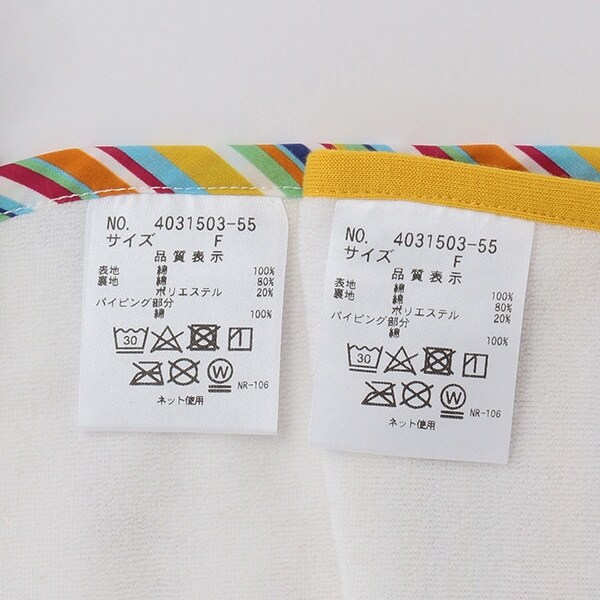 NO. 4031503-55
サイズ F
品質表示
表地 綿 100%
裏地 綿 80%
ポリエステル 20%
パイピング部分
綿 100%
30
W
NR-106
ネット使用
NO. 4031503-55
サイズ F
品質表示
表地 綿 100%
裏地 綿 80%
ポリエステル 20%
パイピング部分
綿 100%
30
W
NR-106
ネット使用